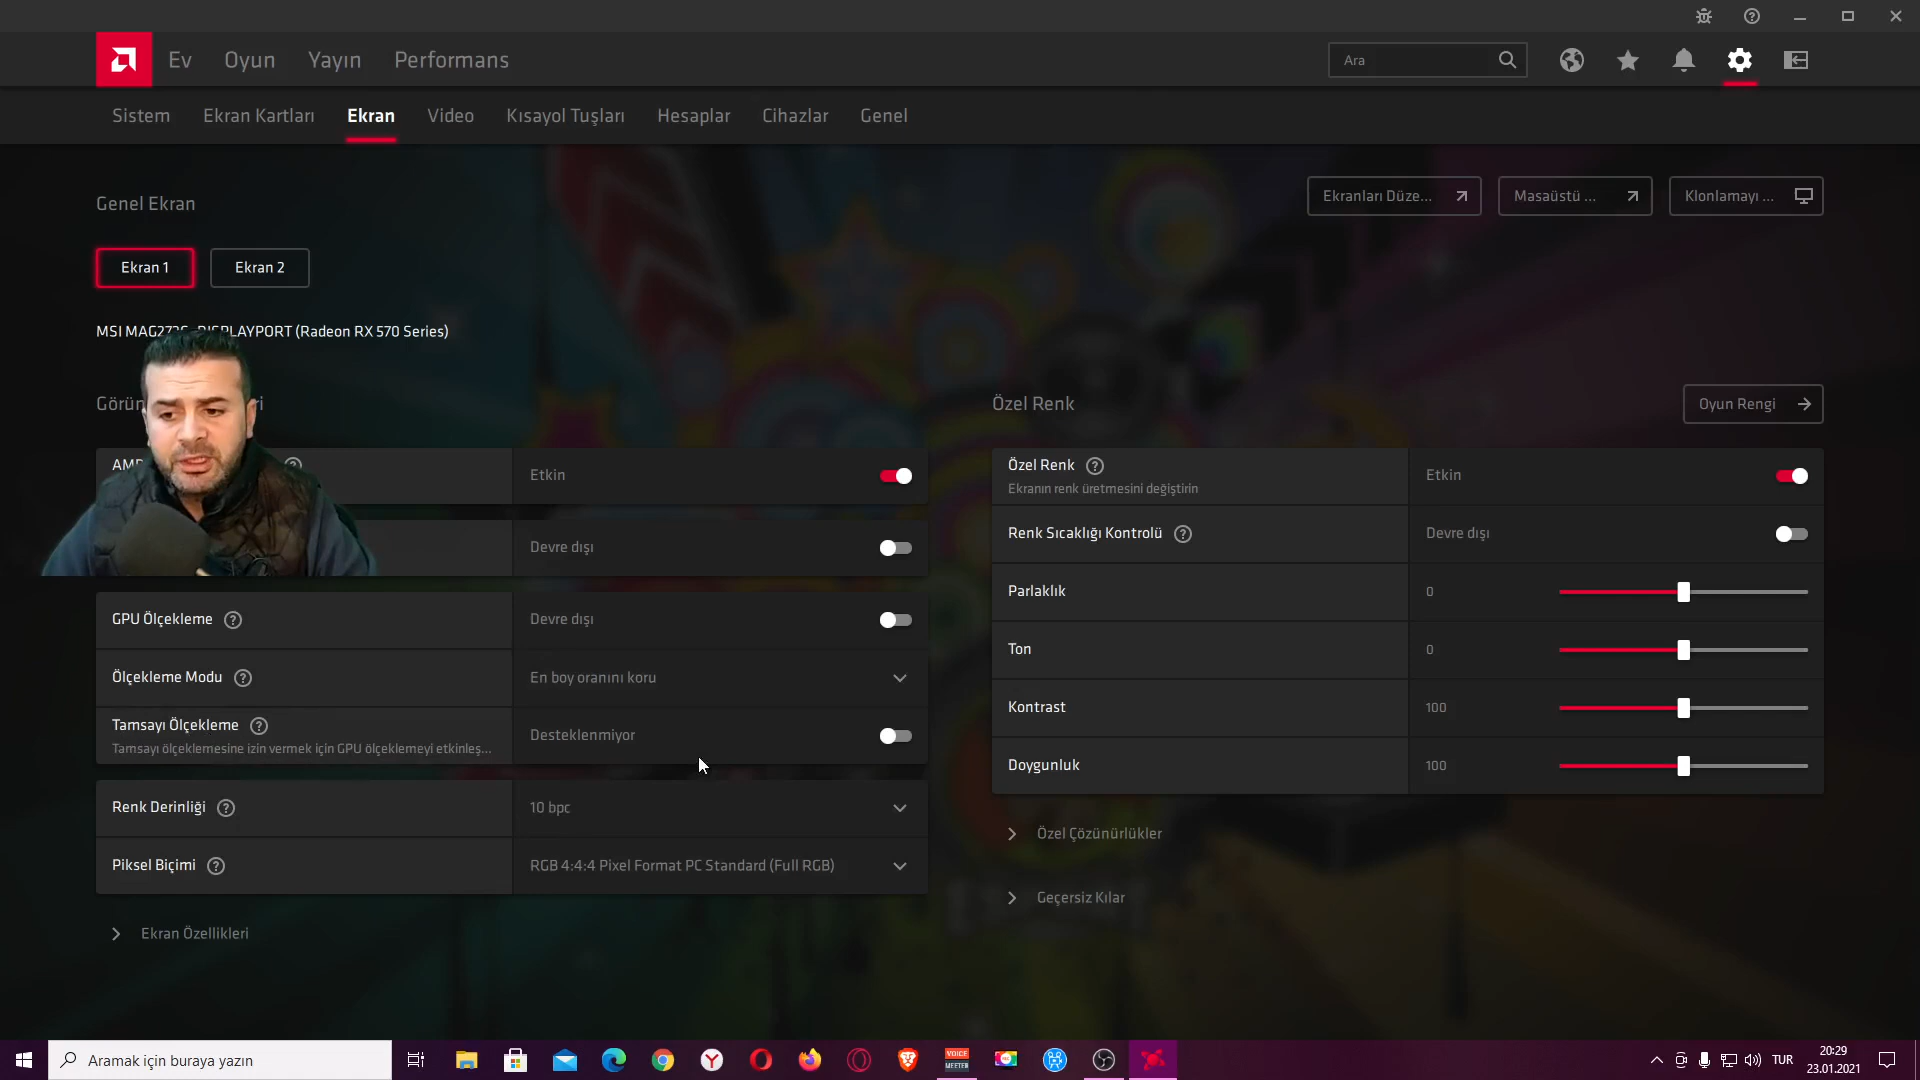 Ev Oyun Yayın Performans
Ara
Sistem Ekran Kartları Ekran Video Kısayol Tuşları Hesaplar Cihazlar Genel
Genel Ekran
Ekranları Düze...
Masaüstü ...
Klonlamayı ...
Ekran 1
Ekran 2
DISPLAYPORT (Radeon RX 570 Series)
MSI
Özel Renk
Oyun Rengi
Etkin
Devre dışı
GPU Ölçekleme
Devre dışı
Ölçekleme Modu
En boy oranını koru
Tamsayı Ölçekleme
Tamsayı ölçeklemesine izin vermek için GPU ölçeklemeyi etkinleş...
Desteklenmiyor
Renk Derinliği
10 bpc
Piksel Biçimi
RGB 4:4:4 Pixel Format PC Standard (Full RGB)
Ekran Özellikleri
Özel Renk
Ekranın renk üretmesini değiştirin
Etkin
Renk Sıcaklığı Kontrolü
Devre dışı
Parlaklık
0
Ton
0
Kontrast
100
Doygunluk
100
Özel Çözünürlükler
Geçersiz Kılar
Aramak için buraya yazın
VOICE
MEETER
TUR
20:29
23.01.2021